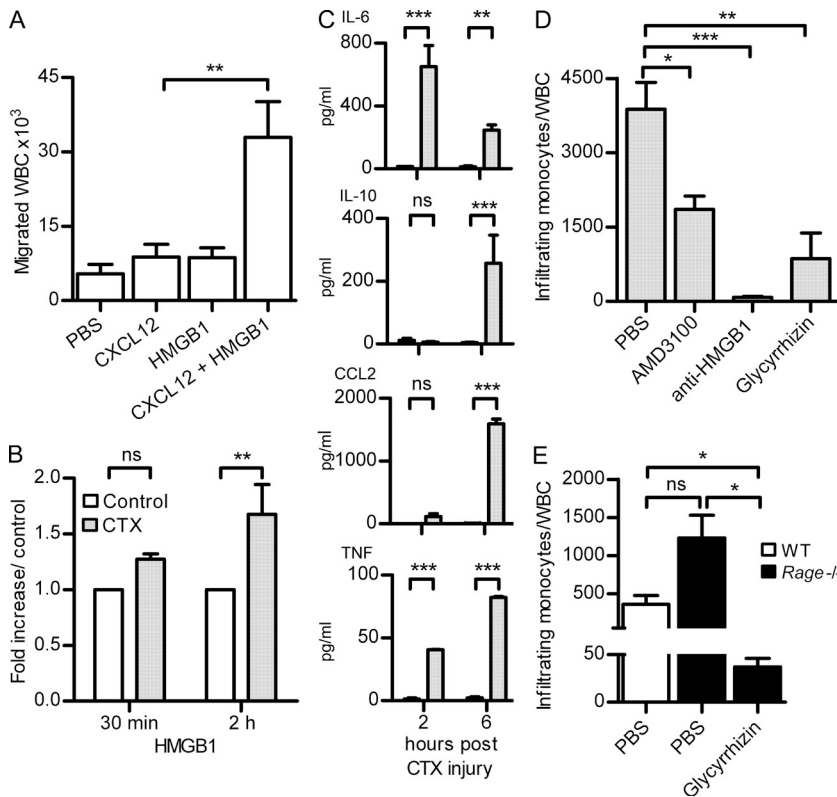 A
**
45
30
15
0
Migrated WBC x10³
PBS
CXCL12
HMGB1
CXCL12 + HMGB1
B
ns
**
2.0
1.5
1.0
0.5
0.0
Fold increase/ control
Control
CTX
30 min
2 h
HMGB1
C
IL-6
***
**
800
400
0
pg/ml
IL-10
ns
***
400
200
0
pg/ml
CCL2
ns
***
2000
1000
0
pg/ml
TNF
***
***
100
50
0
pg/ml
2
6
hours post
CTX injury
D
**
***
*
4500
3000
1500
0
Infiltrating monocytes/WBC
PBS
AMD3100
anti-HMGB1
Glycyrrhizin
E
*
ns
*
1500
1000
500
50
0
Infiltrating monocytes/WBC
WT
PBS
PBS
Glycyrrhizin